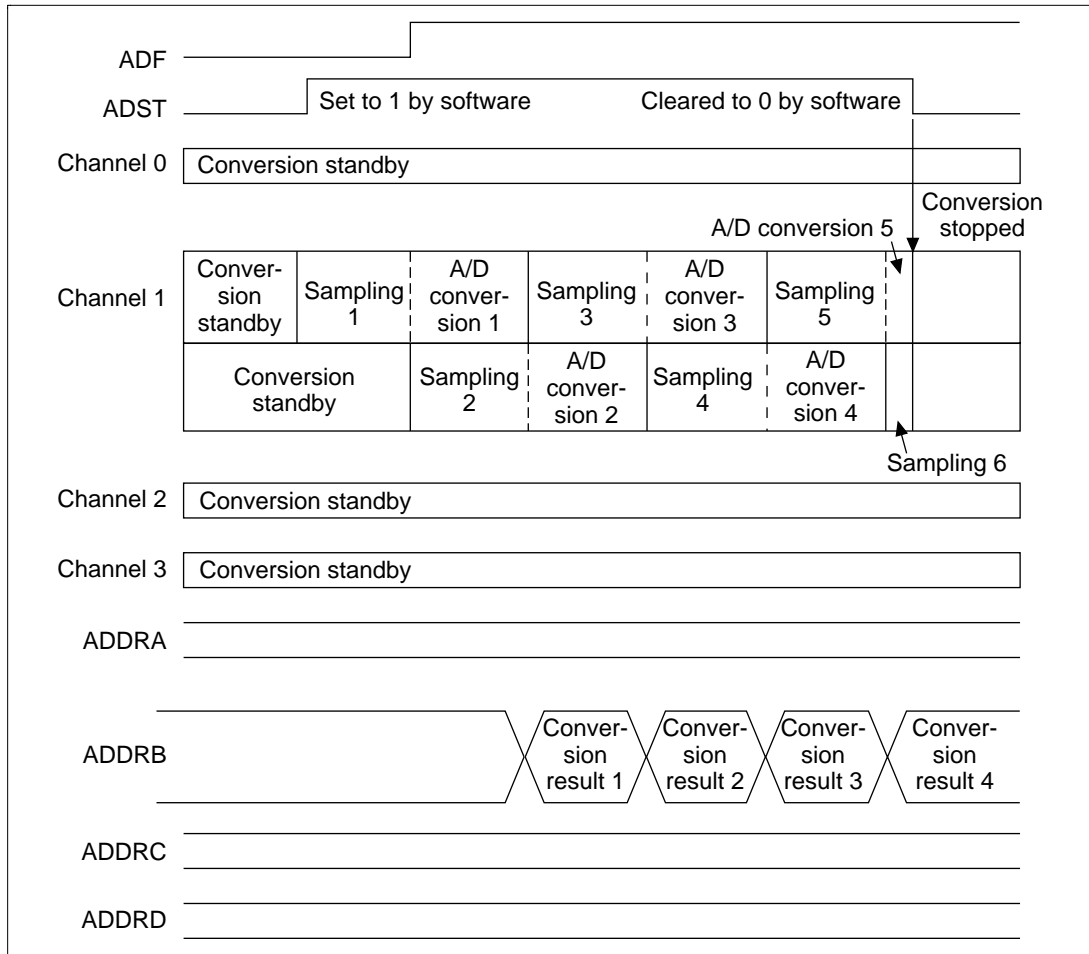 ADF
ADST
Set to 1 by software
Cleared to 0 by software
Channel 0
Conversion standby
Conversion
stopped
A/D conversion 5
Channel 1
Conver-
sion
standby
Sampling
1
A/D
conver-
sion 1
Sampling
3
A/D
conver-
sion 3
Sampling
5
Conversion
standby
Sampling
2
A/D
conver-
sion 2
Sampling
4
A/D
conver-
sion 4
Sampling 6
Channel 2
Conversion standby
Channel 3
Conversion standby
ADDRA
ADDRB
Conver-
sion
result 1
Conver-
sion
result 2
Conver-
sion
result 3
Conver-
sion
result 4
ADDRC
ADDRD